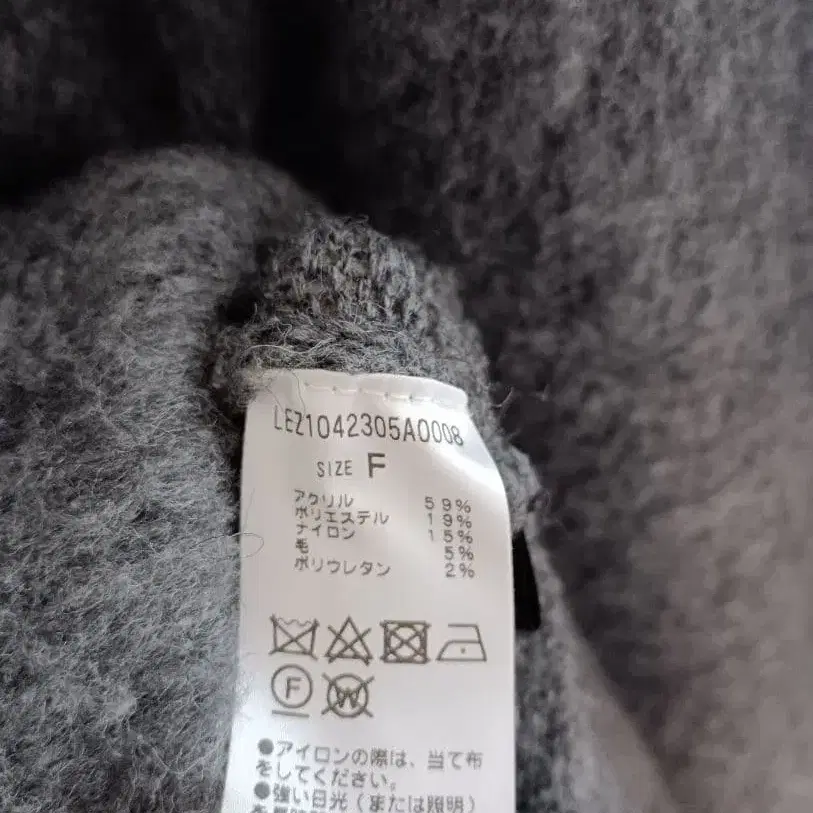 LEZ1042305A0008
SIZE F
アクリル 59%
ポリエステル 19%
ナイロン 15%
毛 5%
ポリウレタン 2%
F W
●アイロンの際は、当て布
をしてください。
●強い日光(または照明)